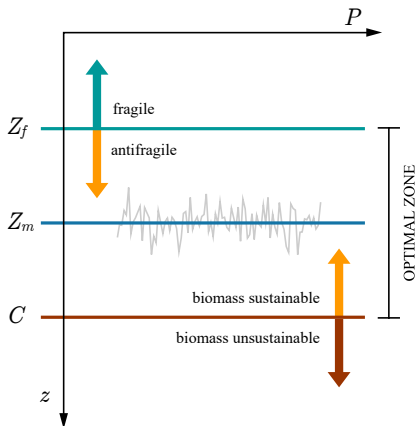 P
fragile
Z_f
antifragile
Z_m
OPTIMAL ZONE
biomass sustainable
C
biomass unsustainable
z